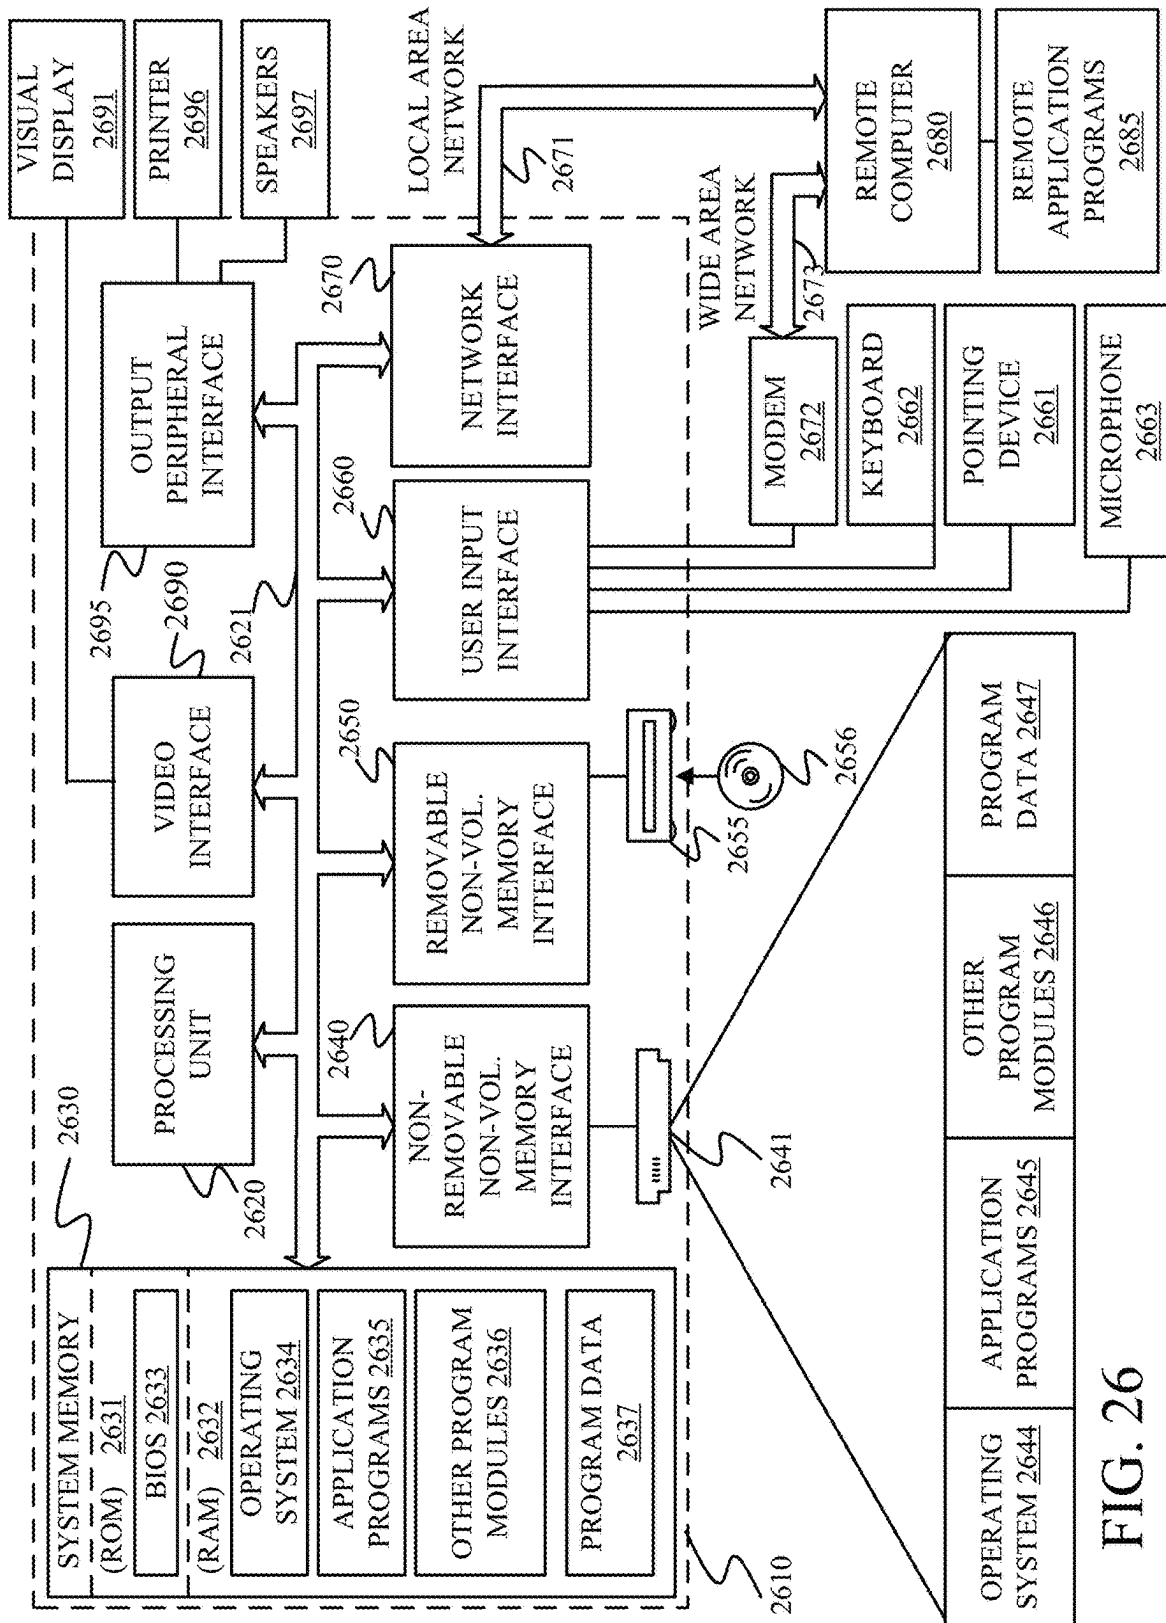 SYSTEM MEMORY
(ROM) 2631
BIOS 2633
(RAM) 2632
OPERATING
SYSTEM 2634
APPLICATION
PROGRAMS 2635
OTHER PROGRAM
MODULES 2636
PROGRAM DATA
2637
2610
2630
PROCESSING
UNIT
2620
VIDEO
INTERFACE
2690
OUTPUT
PERIPHERAL
INTERFACE
2695
2621
VISUAL
DISPLAY
2691
PRINTER
2696
SPEAKERS
2697
NON-
REMOVABLE
NON-VOL.
MEMORY
INTERFACE
2640
REMOVABLE
NON-VOL.
MEMORY
INTERFACE
2650
USER INPUT
INTERFACE
2660
NETWORK
INTERFACE
2670
LOCAL AREA
NETWORK
2671
2641
2655
2656
WIDE AREA
NETWORK
2673
MODEM
2672
KEYBOARD
2662
POINTING
DEVICE
2661
MICROPHONE
2663
REMOTE
COMPUTER
2680
REMOTE
APPLICATION
PROGRAMS
2685
OPERATING
SYSTEM 2644
APPLICATION
PROGRAMS 2645
OTHER
PROGRAM
MODULES 2646
PROGRAM
DATA 2647
FIG. 26